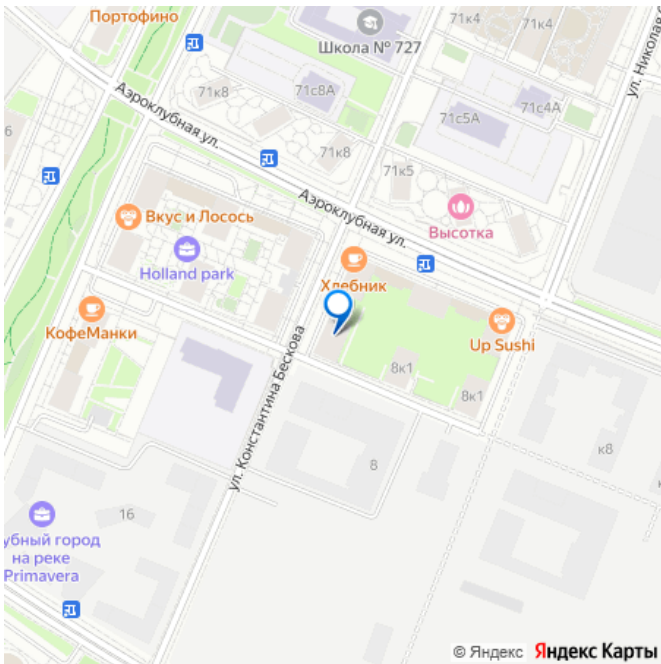 Портофино
71к4
71к4
Школа № 727
ул. Николая
71к8
71с8А
Аэроклубная ул.
71с5А
71с4А
6
71к8
71к5
Вкус и Лосось
Аэроклубная ул.
Высотка
Holland park
Хлебник
КофеМанки
Up Sushi
ул. Константина Бескова
8к1
8к1
8
к8
к
16
убный город
на реке
Primavera
© Яндекс Яндекс Карты